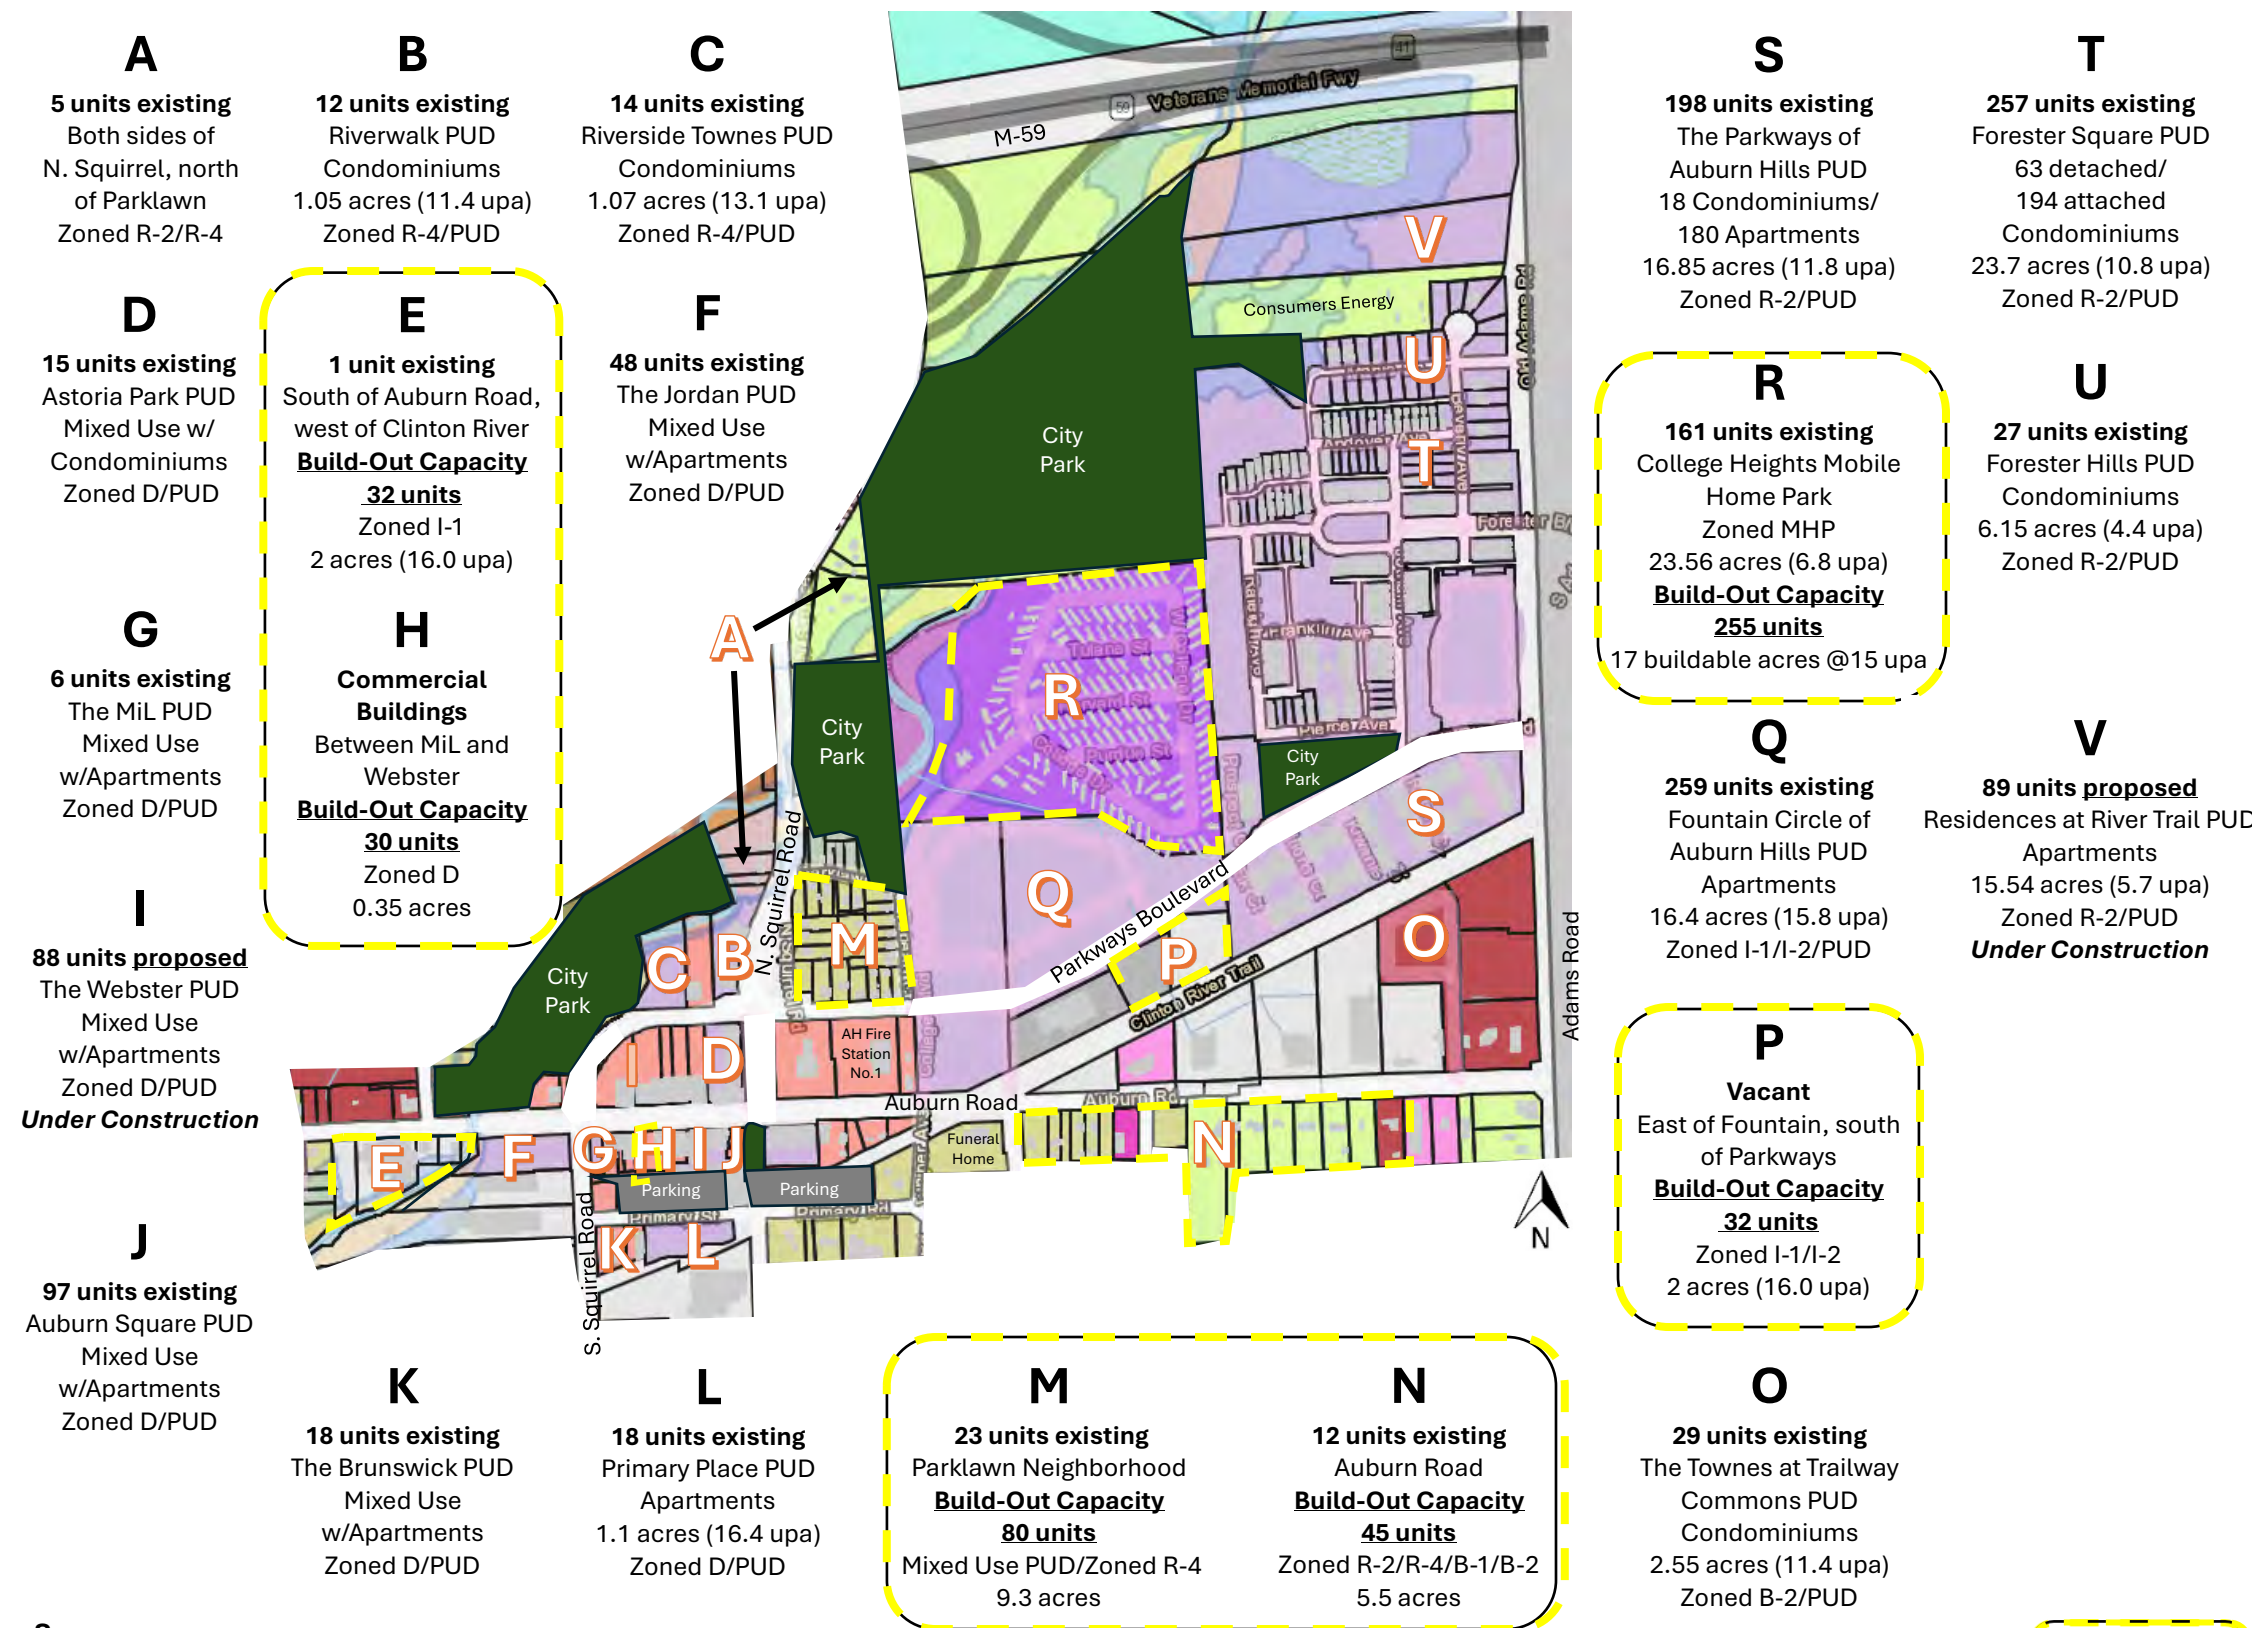 A
5 units existing
Both sides of
N. Squirrel, north
of Parklawn
Zoned R-2/R-4
B
12 units existing
Riverwalk PUD
Condominiums
1.05 acres (11.4 upa)
Zoned R-4/PUD
C
14 units existing
Riverside Townes PUD
Condominiums
1.07 acres (13.1 upa)
Zoned R-4/PUD
D
15 units existing
Astoria Park PUD
Mixed Use w/
Condominiums
Zoned D/PUD
E
1 unit existing
South of Auburn Road,
west of Clinton River
Build-Out Capacity
32 units
Zoned I-1
2 acres (16.0 upa)
F
48 units existing
The Jordan PUD
Mixed Use
w/Apartments
Zoned D/PUD
G
6 units existing
The MiL PUD
Mixed Use
w/Apartments
Zoned D/PUD
H
Commercial
Buildings
Between MiL and
Webster
Build-Out Capacity
30 units
Zoned D
0.35 acres
I
88 units proposed
The Webster PUD
Mixed Use
w/Apartments
Zoned D/PUD
Under Construction
J
97 units existing
Auburn Square PUD
Mixed Use
w/Apartments
Zoned D/PUD
K
18 units existing
The Brunswick PUD
Mixed Use
w/Apartments
Zoned D/PUD
L
18 units existing
Primary Place PUD
Apartments
1.1 acres (16.4 upa)
Zoned D/PUD
M
23 units existing
Parklawn Neighborhood
Build-Out Capacity
80 units
Mixed Use PUD/Zoned R-4
9.3 acres
N
12 units existing
Auburn Road
Build-Out Capacity
45 units
Zoned R-2/R-4/B-1/B-2
5.5 acres
O
29 units existing
The Townes at Trailway
Commons PUD
Condominiums
2.55 acres (11.4 upa)
Zoned B-2/PUD
S
198 units existing
The Parkways of
Auburn Hills PUD
18 Condominiums/
180 Apartments
16.85 acres (11.8 upa)
Zoned R-2/PUD
T
257 units existing
Forester Square PUD
63 detached/
194 attached
Condominiums
23.7 acres (10.8 upa)
Zoned R-2/PUD
R
161 units existing
College Heights Mobile
Home Park
Zoned MHP
23.56 acres (6.8 upa)
Build-Out Capacity
255 units
17 buildable acres @15 upa
U
27 units existing
Forester Hills PUD
Condominiums
6.15 acres (4.4 upa)
Zoned R-2/PUD
Q
259 units existing
Fountain Circle of
Auburn Hills PUD
Apartments
16.4 acres (15.8 upa)
Zoned I-1/I-2/PUD
V
89 units proposed
Residences at River Trail PUD
Apartments
15.54 acres (5.7 upa)
Zoned R-2/PUD
Under Construction
P
Vacant
East of Fountain, south
of Parkways
Build-Out Capacity
32 units
Zoned I-1/I-2
2 acres (16.0 upa)
41
59
Veterans Memorial Fwy
M-59
V
Consumers Energy
Old Adams Rd
U
City
Park
Andover Ave
T
A
Franklin Ave
Tulane St
R
Purdue St
City
Park
Pierce Ave
City
Park
S
N. Squirrel Road
Q
Parkways Boulevard
C
B
M
P
O
Clinton River Trail
Adams Road
City
Park
I
D
AH Fire
Station
No.1
Auburn Road
Auburn Rd
E
F
G
H
I
J
Funeral
Home
N
Parking
Parking
Primary St
Primary Rd
K
L
S. Squirrel Road
N